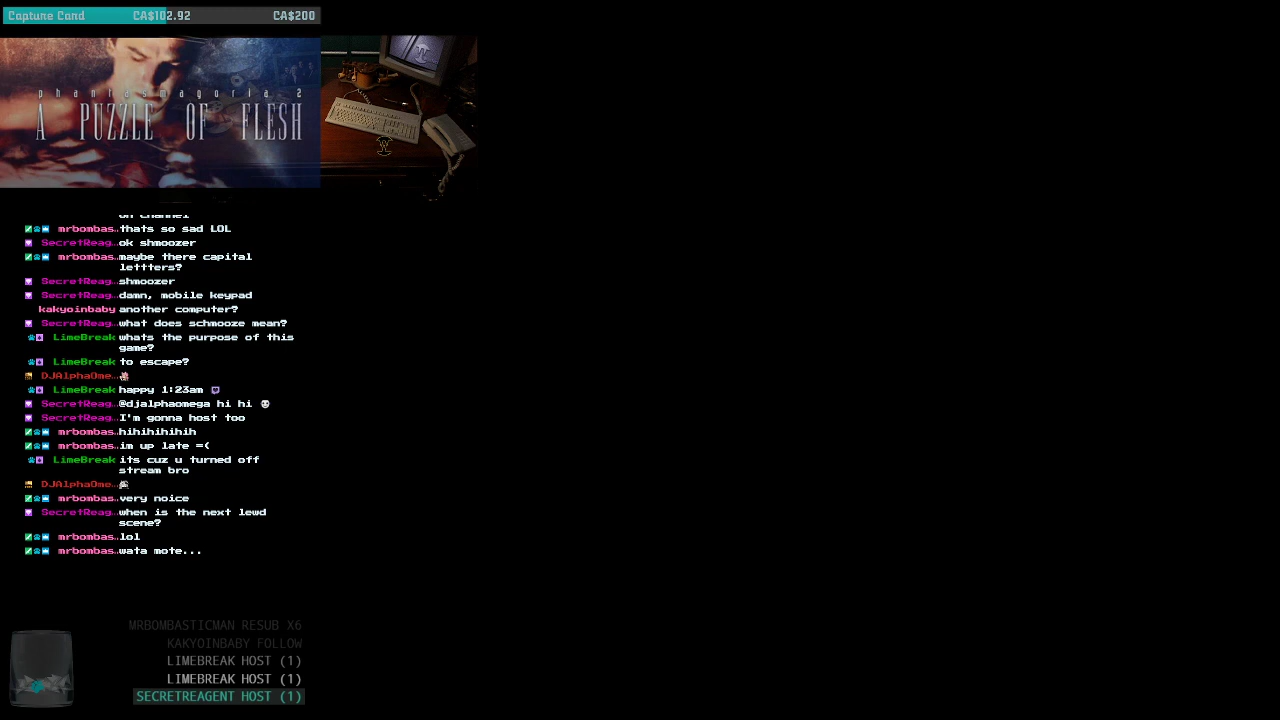 Capture Card CA$102.92 CA$200
phantasmagoria 2
A PUZZLE OF FLESH
on channel
mrbombas.. thats so sad LOL
SecretReag.. ok shmoozer
mrbombas.. maybe there capital
lettters?
SecretReag.. shmoozer
SecretReag.. damn, mobile keypad
kakyoinbaby another computer?
SecretReag.. what does schmooze mean?
LimeBreak whats the purpose of this
game?
LimeBreak to escape?
DJAlphaOme..
LimeBreak happy 1:23am
SecretReag.. @djalphaomega hi hi
SecretReag.. I'm gonna host too
mrbombas.. hihihihihih
mrbombas.. im up late =(
LimeBreak its cuz u turned off
stream bro
DJAlphaOme..
mrbombas.. very noice
SecretReag.. when is the next lewd
scene?
mrbombas.. lol
mrbombas.. wata mote...
MRBOMBASTICMAN RESUB X6
KAKYOINBABY FOLLOW
LIMEBREAK HOST (1)
LIMEBREAK HOST (1)
SECRETREAGENT HOST (1)